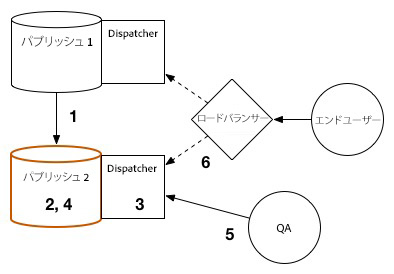 パブリッシュ 1
Dispatcher
1
ロードバランサー
エンドユーザー
6
パブリッシュ 2
2, 4
Dispatcher
3
5
QA